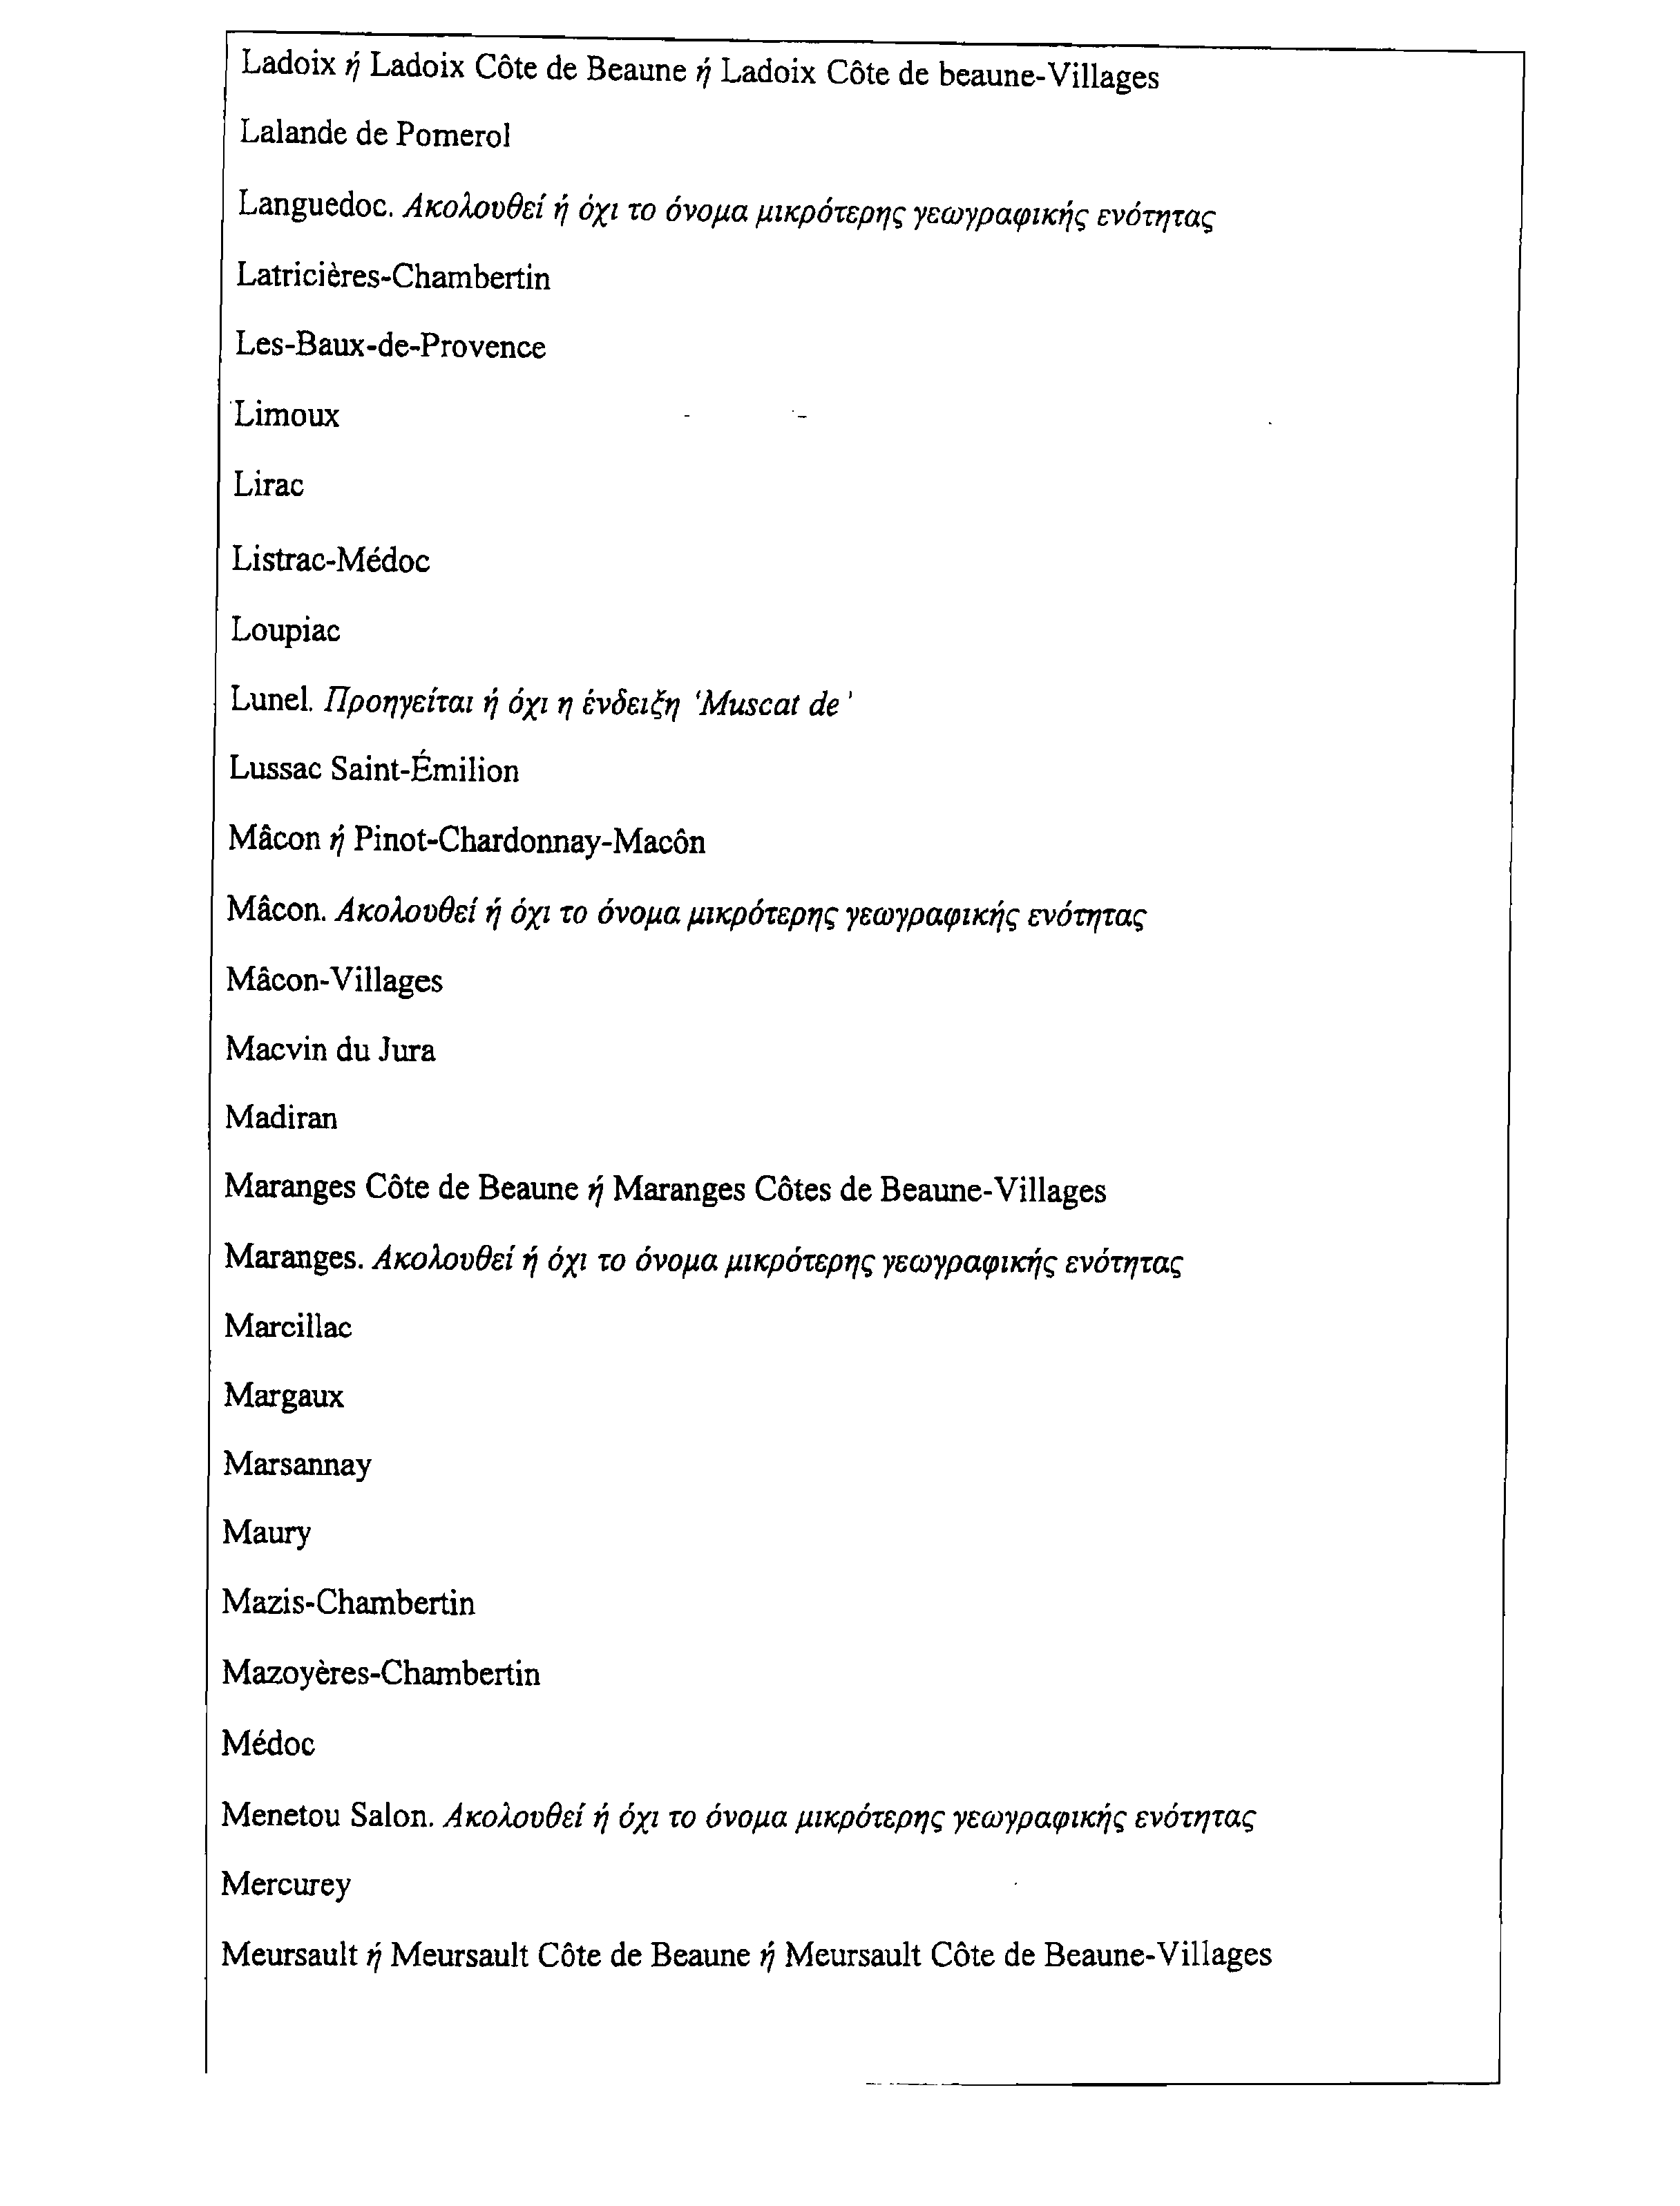 Ladoix ή Ladoix Côte de Beaune ή Ladoix Côte de beaune-Villages
Lalande de Pomerol
Languedoc. Ακολουθεί ή όχι το όνομα μικρότερης γεωγραφικής ενότητας
Latricières-Chambertin
Les-Baux-de-Provence
Limoux
Lirac
Listrac-Médoc
Loupiac
Lunel. Προηγείται ή όχι η ένδειξη 'Muscat de'
Lussac Saint-Émilion
Mâcon ή Pinot-Chardonnay-Macôn
Mâcon. Ακολουθεί ή όχι το όνομα μικρότερης γεωγραφικής ενότητας
Mâcon-Villages
Macvin du Jura
Madiran
Maranges Côte de Beaune ή Maranges Côtes de Beaune-Villages
Maranges. Ακολουθεί ή όχι το όνομα μικρότερης γεωγραφικής ενότητας
Marcillac
Margaux
Marsannay
Maury
Mazis-Chambertin
Mazoyères-Chambertin
Médoc
Menetou Salon. Ακολουθεί ή όχι το όνομα μικρότερης γεωγραφικής ενότητας
Mercurey
Meursault ή Meursault Côte de Beaune ή Meursault Côte de Beaune-Villages